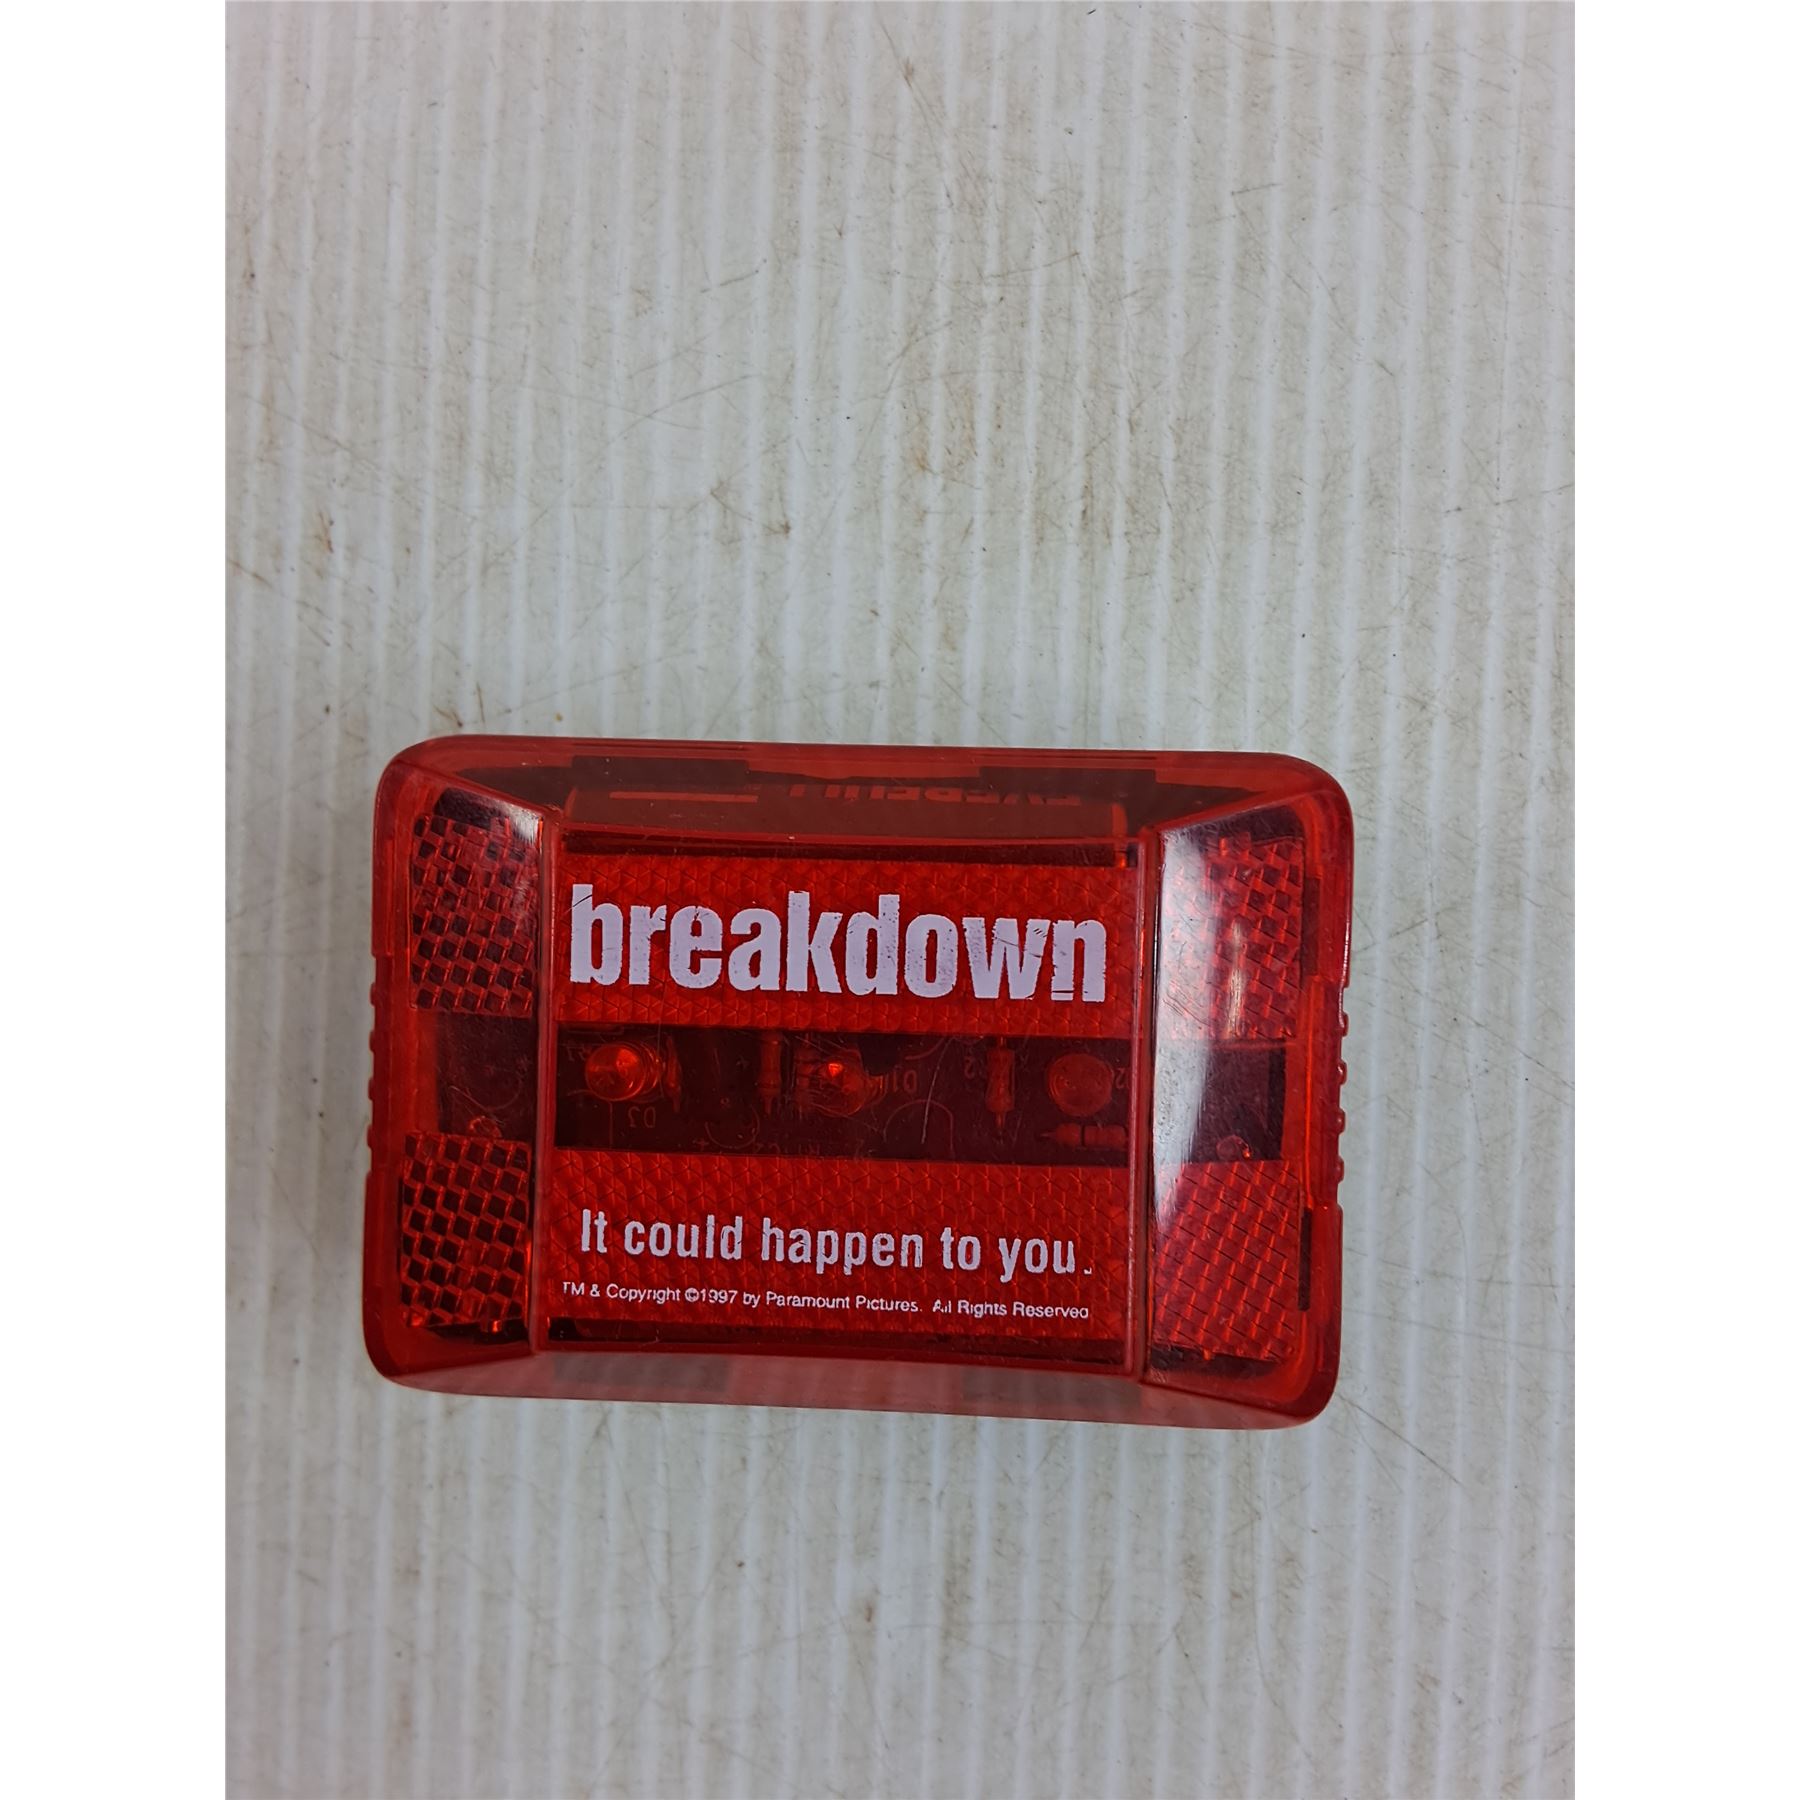 breakdown
It could happen to you.
TM & Copyright ©1997 by Paramount Pictures. All Rights Reserved